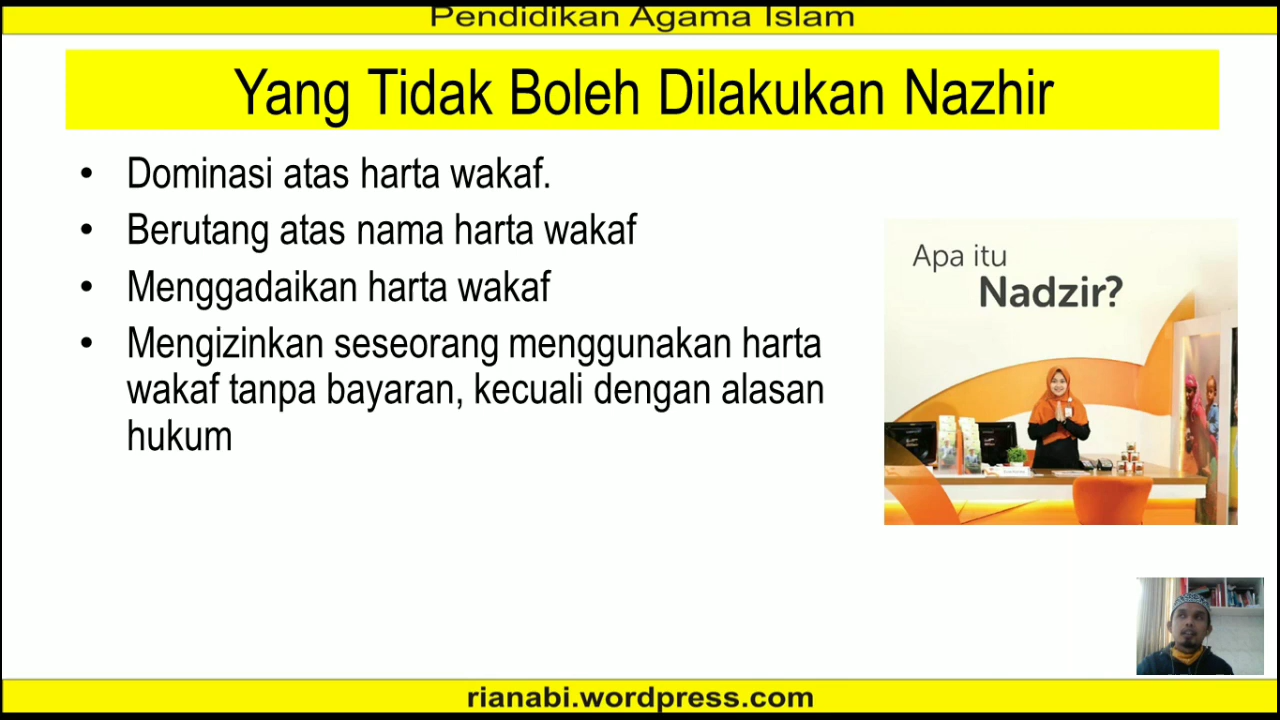 Pendidikan Agama Islam
Yang Tidak Boleh Dilakukan Nazhir
• Dominasi atas harta wakaf.
• Berutang atas nama harta wakaf
• Menggadaikan harta wakaf
• Mengizinkan seseorang menggunakan harta
wakaf tanpa bayaran, kecuali dengan alasan
hukum
Apa itu
Nadzir?
rianabi.wordpress.com